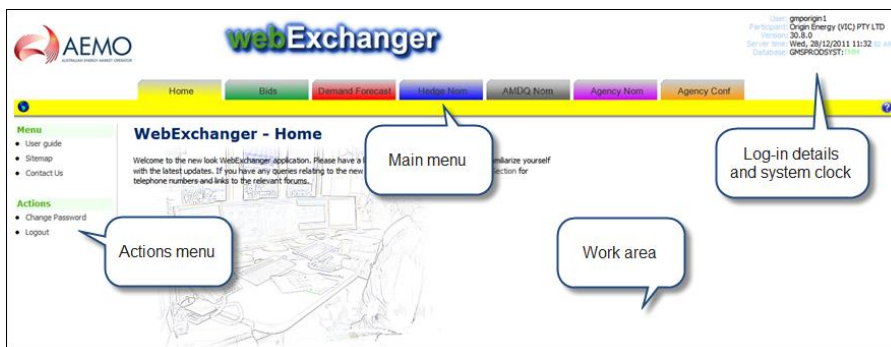 AEMO
AUSTRALIAN ENERGY MARKET OPERATOR
webExchanger
User: gmporigin1
Participant: Origin Energy (VIC) PTY LTD
Version: 30.8.0
Server time: Wed, 28/12/2011 11:32
Database: GMSPRODSYST:
Home
Bids
Demand Forecast
Hedge Nom
AMDQ Nom
Agency Nom
Agency Conf
Menu
User guide
Sitemap
Contact Us
Actions
Change Password
Logout
WebExchanger - Home
Welcome to the new look WebExchanger application. Please have a
miliarize yourself
with the latest updates. If you have any queries relating to the new
Section for
telephone numbers and links to the relevant forums.
Main menu
Log-in details
and system clock
Actions menu
Work area